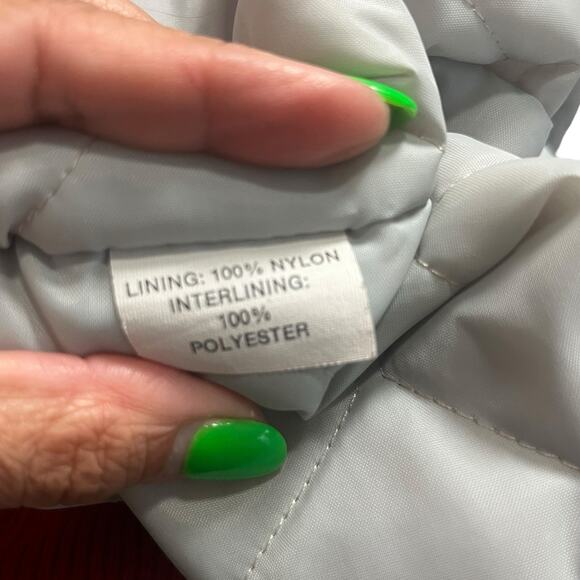 LINING: 100% NYLON
INTERLINING:
100%
POLYESTER